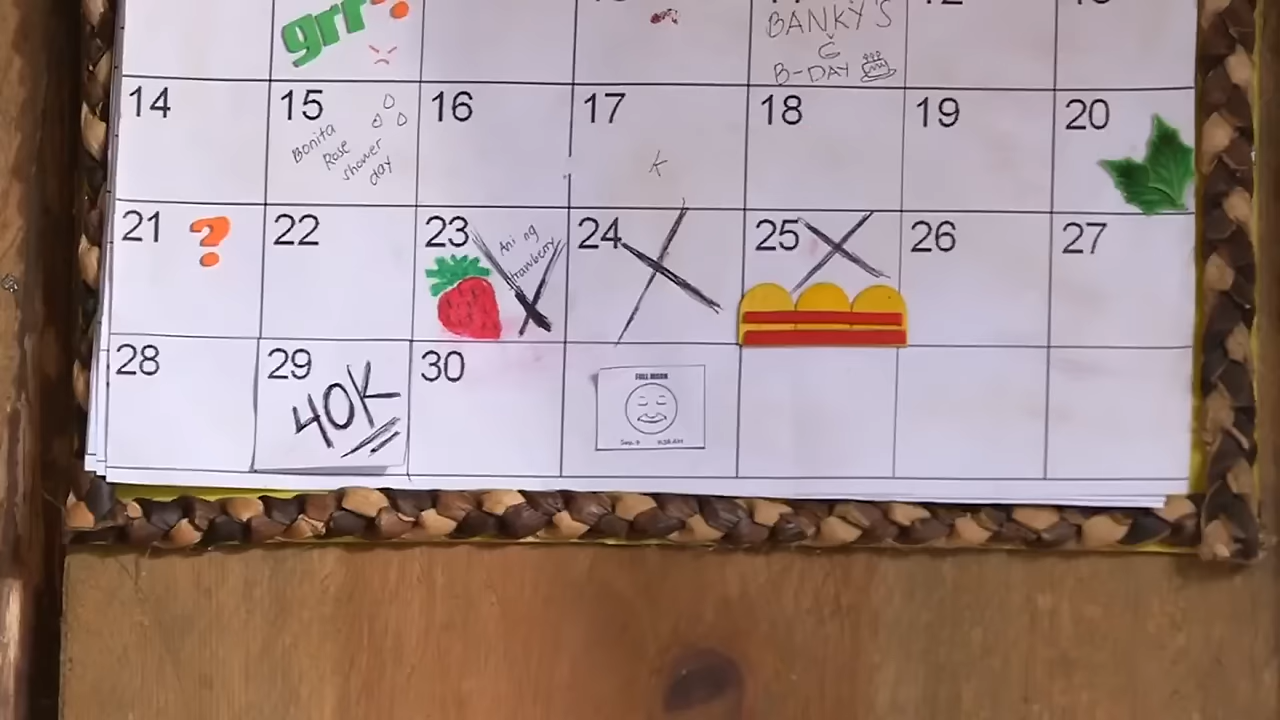 grr?
BANKY'S
G
B-DAY
14
15
Bonita
Rose
shower
day
16
17
K
18
19
20
21
?
22
23
Ani ng
24
25
26
27
28
29
40K
30
FULL MOON